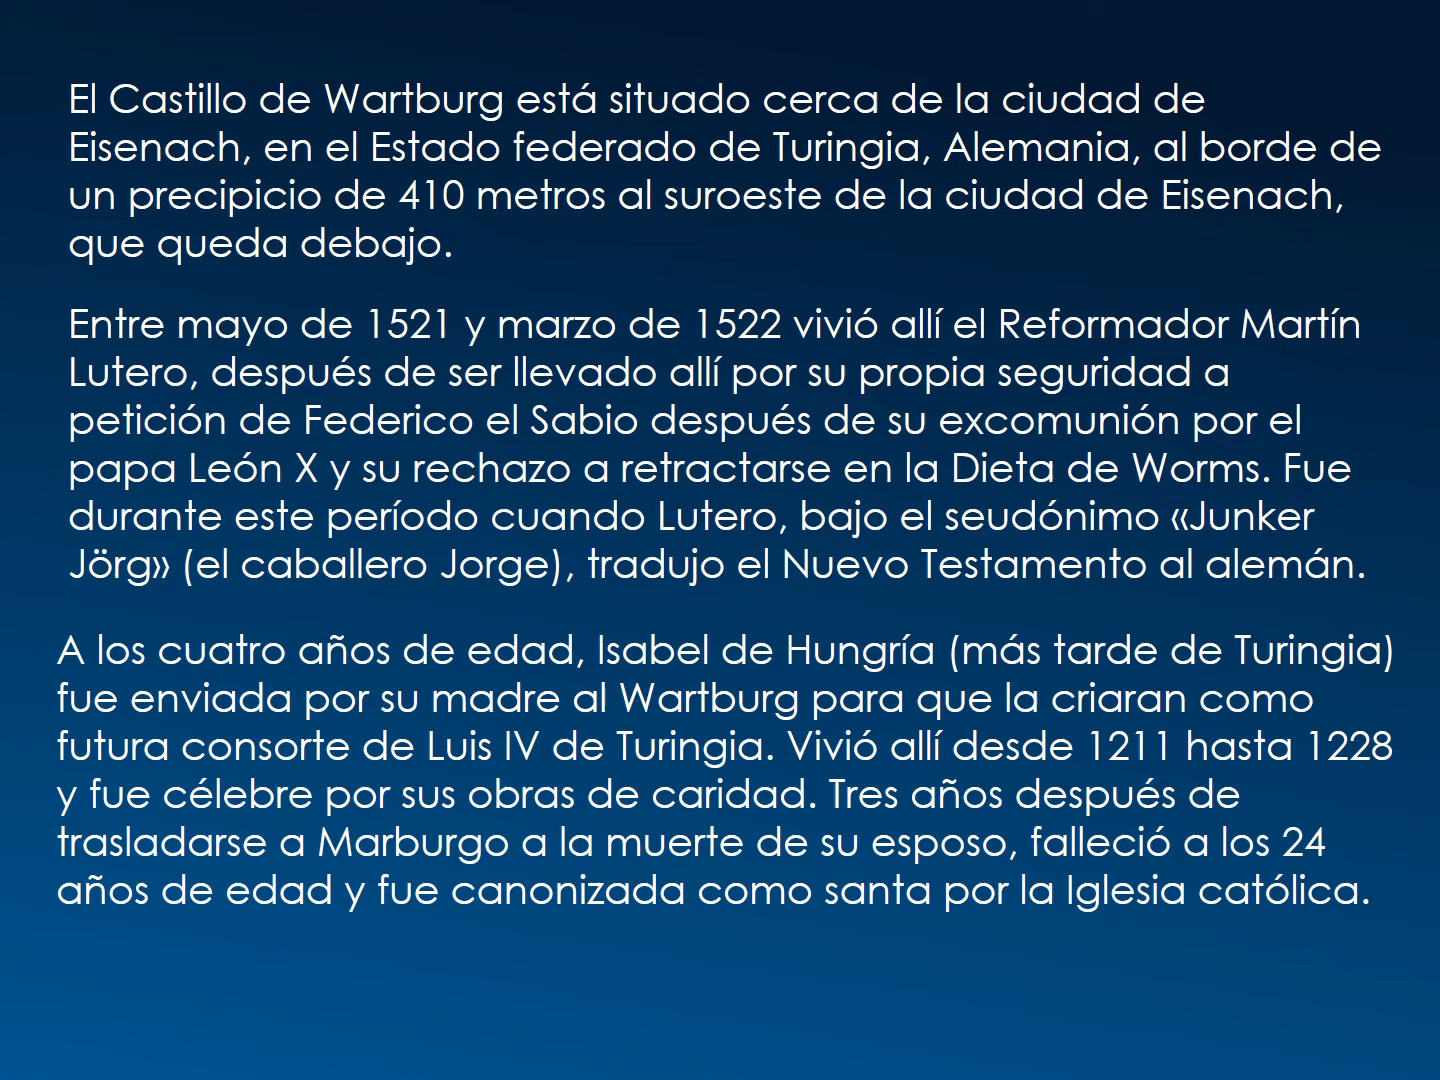 El Castillo de Wartburg está situado cerca de la ciudad de
Eisenach, en el Estado federado de Turingia, Alemania, al borde de
un precipicio de 410 metros al suroeste de la ciudad de Eisenach,
que queda debajo.
Entre mayo de 1521 y marzo de 1522 vivió allí el Reformador Martín
Lutero, después de ser llevado allí por su propia seguridad a
petición de Federico el Sabio después de su excomunión por el
papa León X y su rechazo a retractarse en la Dieta de Worms. Fue
durante este período cuando Lutero, bajo el seudónimo «Junker
Jörg» (el caballero Jorge), tradujo el Nuevo Testamento al alemán.
A los cuatro años de edad, Isabel de Hungría (más tarde de Turingia)
fue enviada por su madre al Wartburg para que la criaran como
futura consorte de Luis IV de Turingia. Vivió allí desde 1211 hasta 1228
y fue célebre por sus obras de caridad. Tres años después de
trasladarse a Marburgo a la muerte de su esposo, falleció a los 24
años de edad y fue canonizada como santa por la Iglesia católica.